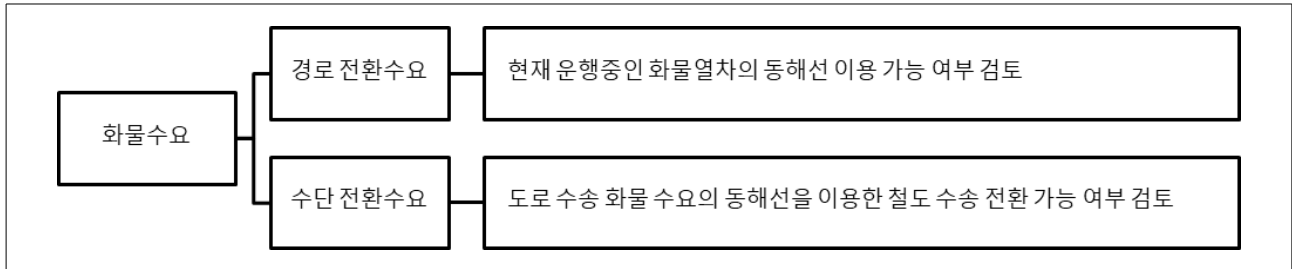 경로 전환수요
현재 운행중인 화물열차의 동해선 이용 가능 여부 검토
화물수요
수단 전환수요
도로 수송 화물 수요의 동해선을 이용한 철도 수송 전환 가능 여부 검토